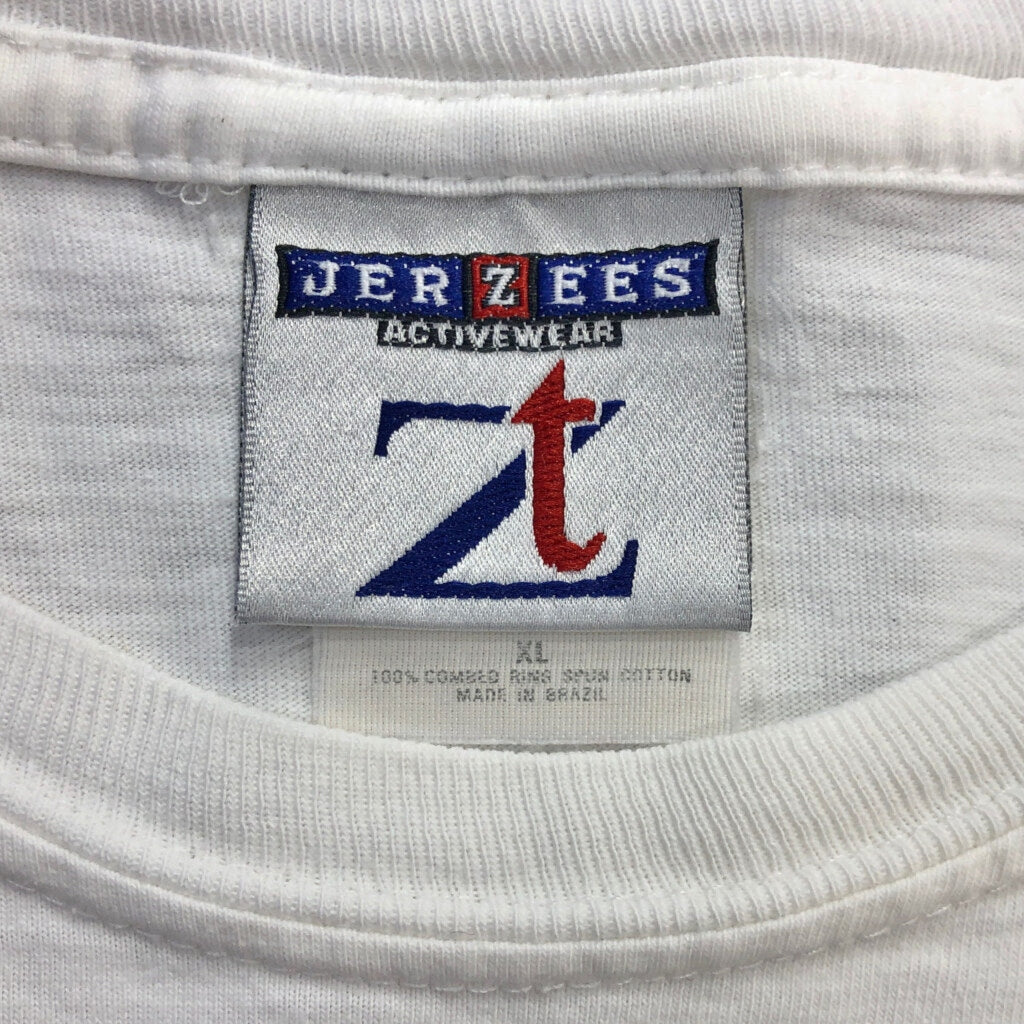 JERZEES
ACTIVEWEAR
Zt
XL
100% COMBED RING SPUN COTTON
MADE IN BRAZIL